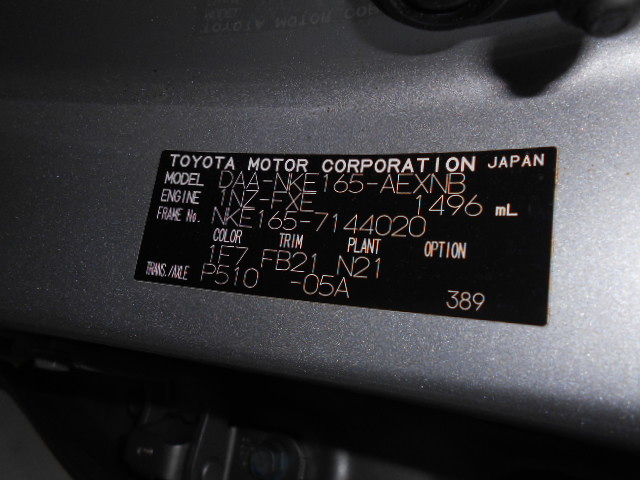 TOYOTA MOTOR CORPORATION JAPAN
MODEL DAA-NKE165-AEXNB
ENGINE 1NZ-FXE 1496 mL
FRAME No. NKE165-7144020
COLOR TRIM PLANT OPTION
1F7 FB21 N21
TRANS./AXLE P510 -05A
389